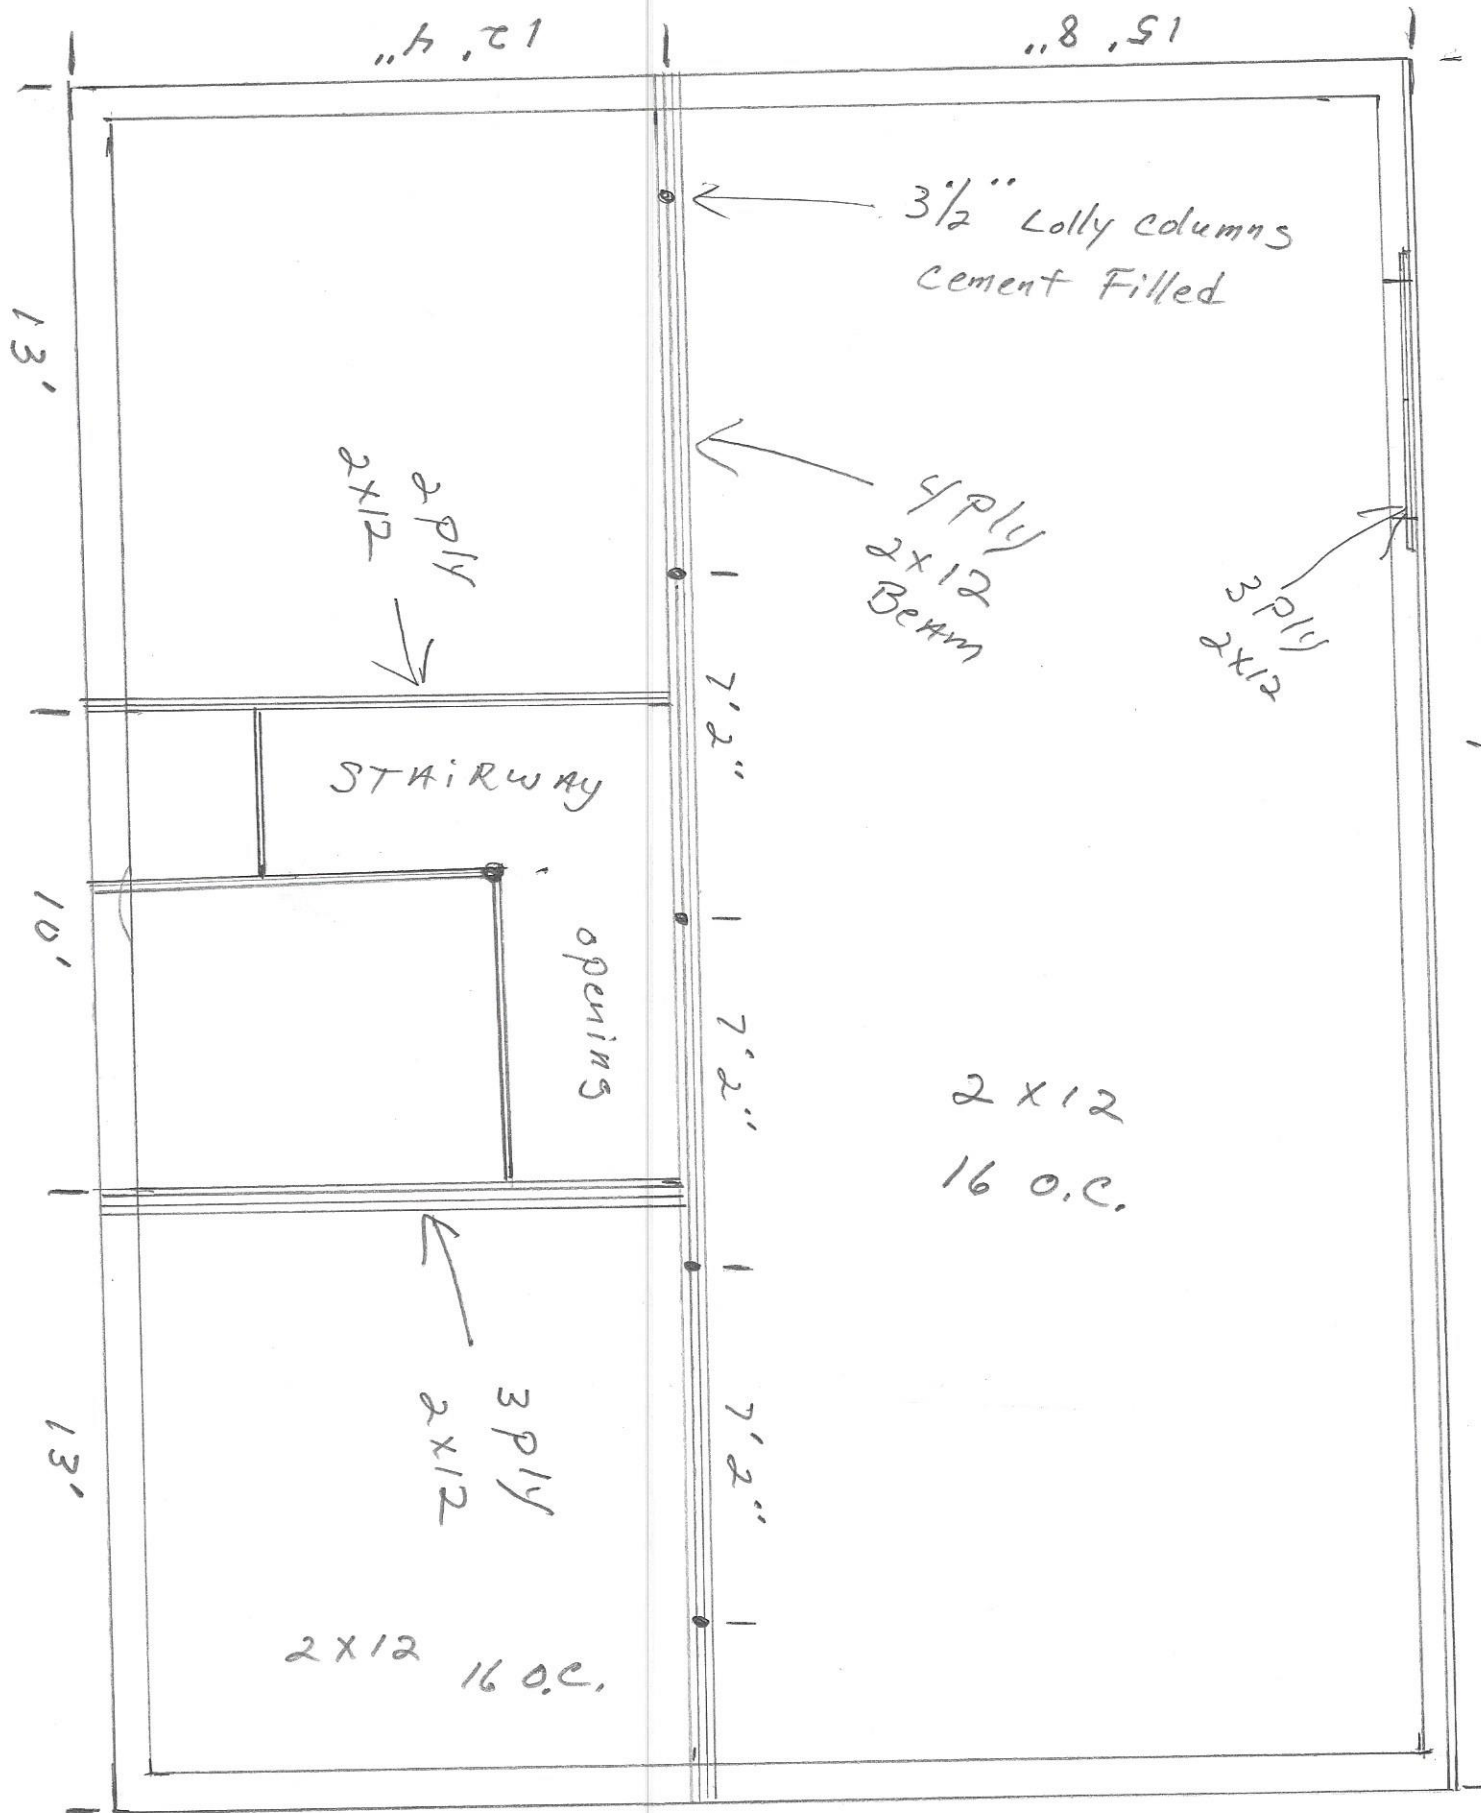 12' 4"
15' 8"
3 1/2" Lolly columns
cement Filled
13'
2 ply
2x12
4 ply
2x12
Beam
3 ply
2x12
7' 2"
STAIRWAY
10'
opening
7' 2"
2 x 12
16 O.C.
3 ply
2x12
13'
7' 2"
2 x 12 16 O.C.